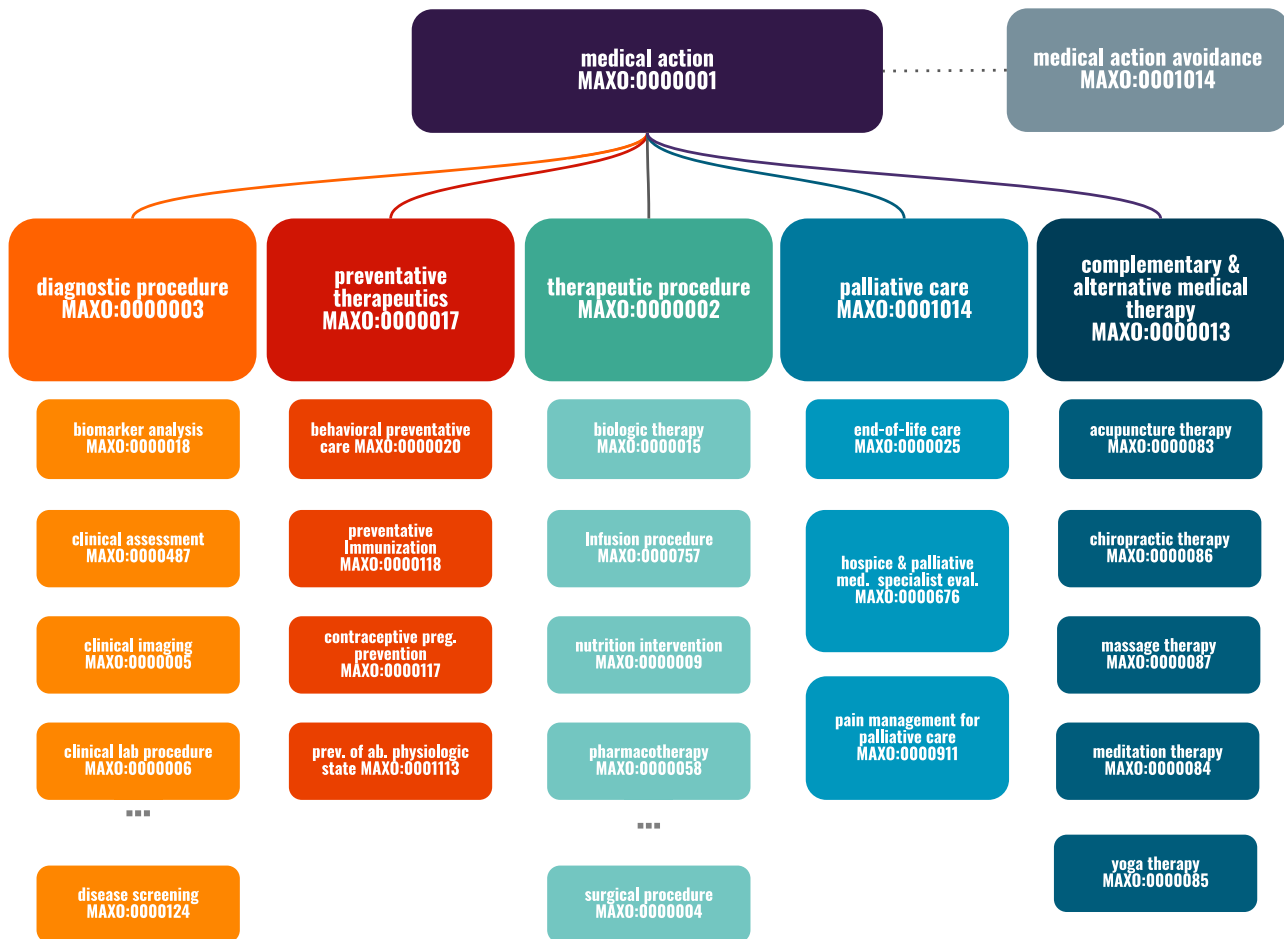 medical action
MAXO:0000001
medical action avoidance
MAXO:0001014
diagnostic procedure
MAXO:0000003
preventative
therapeutics
MAXO:0000017
therapeutic procedure
MAXO:0000002
palliative care
MAXO:0001014
complementary &
alternative medical
therapy
MAXO:0000013
biomarker analysis
MAXO:0000018
clinical assessment
MAXO:0000487
clinical imaging
MAXO:0000005
clinical lab procedure
MAXO:0000006
...
disease screening
MAXO:0000124
behavioral preventative
care MAXO:0000020
preventative
Immunization
MAXO:0000118
contraceptive preg.
prevention
MAXO:0000117
prev. of ab. physiologic
state MAXO:0001113
biologic therapy
MAXO:0000015
Infusion procedure
MAXO:0000757
nutrition intervention
MAXO:0000009
pharmacotherapy
MAXO:0000058
...
surgical procedure
MAXO:0000004
end-of-life care
MAXO:0000025
hospice & palliative
med. specialist eval.
MAXO:0000676
pain management for
palliative care
MAXO:0000911
acupuncture therapy
MAXO:0000083
chiropractic therapy
MAXO:0000086
massage therapy
MAXO:0000087
meditation therapy
MAXO:0000084
yoga therapy
MAXO:0000085